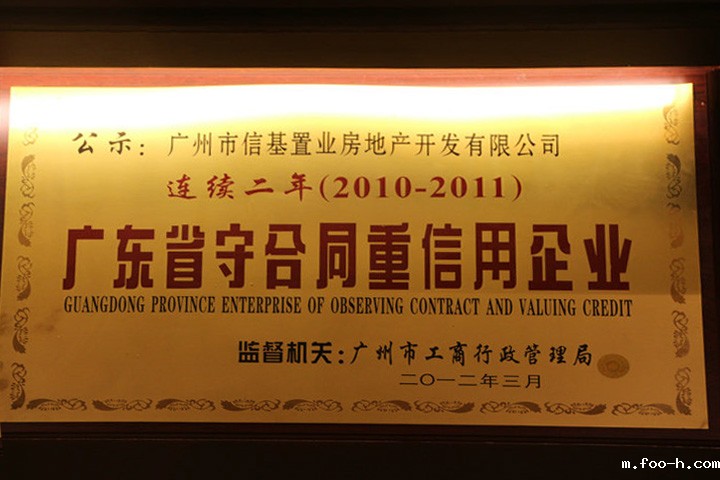 公示：广州市信基置业房地产开发有限公司
连续二年(2010-2011)
广东省守合同重信用企业
GUANGDONG PROVINCE ENTERPRISE OF OBSERVING CONTRACT AND VALUING CREDIT
监督机关：广州市工商行政管理局
二〇一二年三月
m.foo-h.com